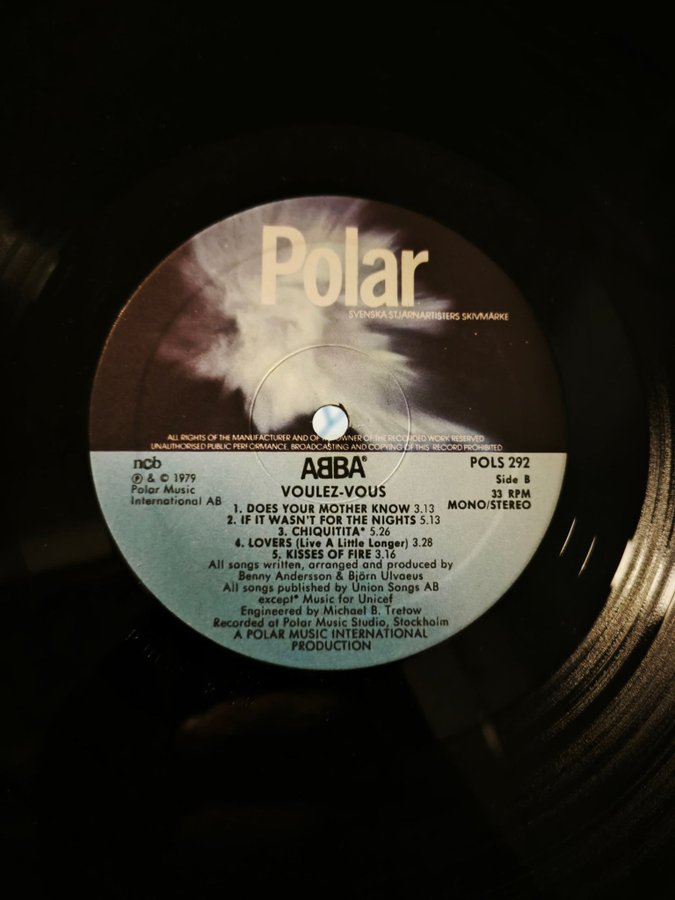 Polar
SVENSKA STJÄRNARTISTERS SKIVMÄRKE
ALL RIGHTS OF THE MANUFACTURER AND OF OWNER OF THE RECORDED WORK RESERVED
UNAUTHORISED PUBLIC PERFORMANCE, BROADCASTING AND COPYING OF THIS RECORD PROHIBITED
ncb
℗ & © 1979
Polar Music
International AB
ABBA®
VOULEZ-VOUS
POLS 292
Side B
33 RPM
MONO/STEREO
1. DOES YOUR MOTHER KNOW 3.13
2. IF IT WASN'T FOR THE NIGHTS 5.13
3. CHIQUITITA* 5.26
4. LOVERS (Live A Little Longer) 3.28
5. KISSES OF FIRE 3.16
All songs written, arranged and produced by
Benny Andersson & Björn Ulvaeus
All songs published by Union Songs AB
except* Music for Unicef
Engineered by Michael B. Tretow
Recorded at Polar Music Studio, Stockholm
A POLAR MUSIC INTERNATIONAL
PRODUCTION